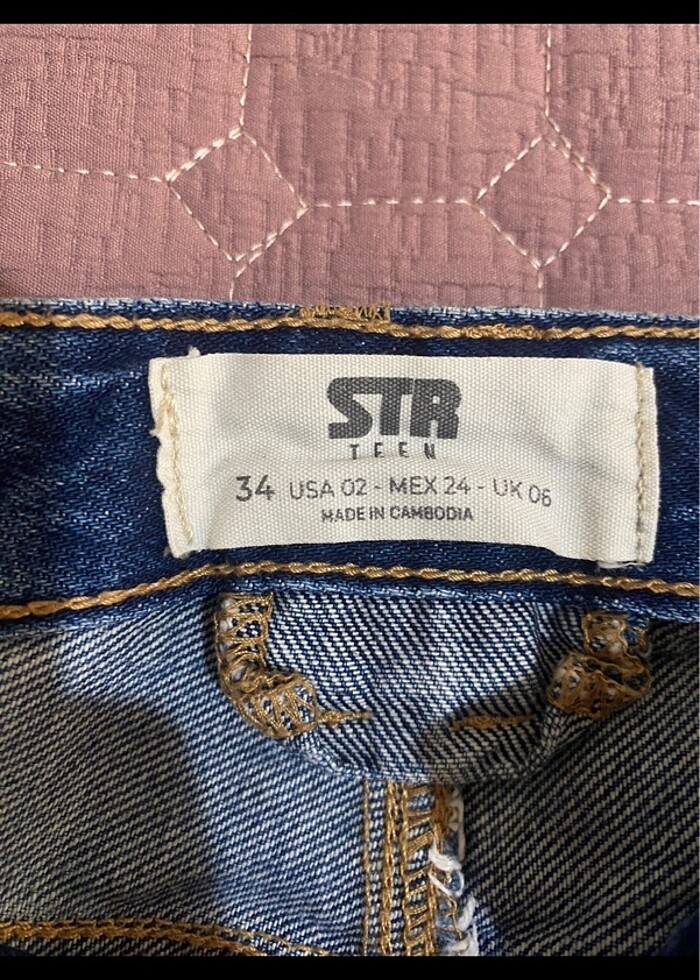 STR
TEEN
34 USA 02 - MEX 24 - UK 06
MADE IN CAMBODIA